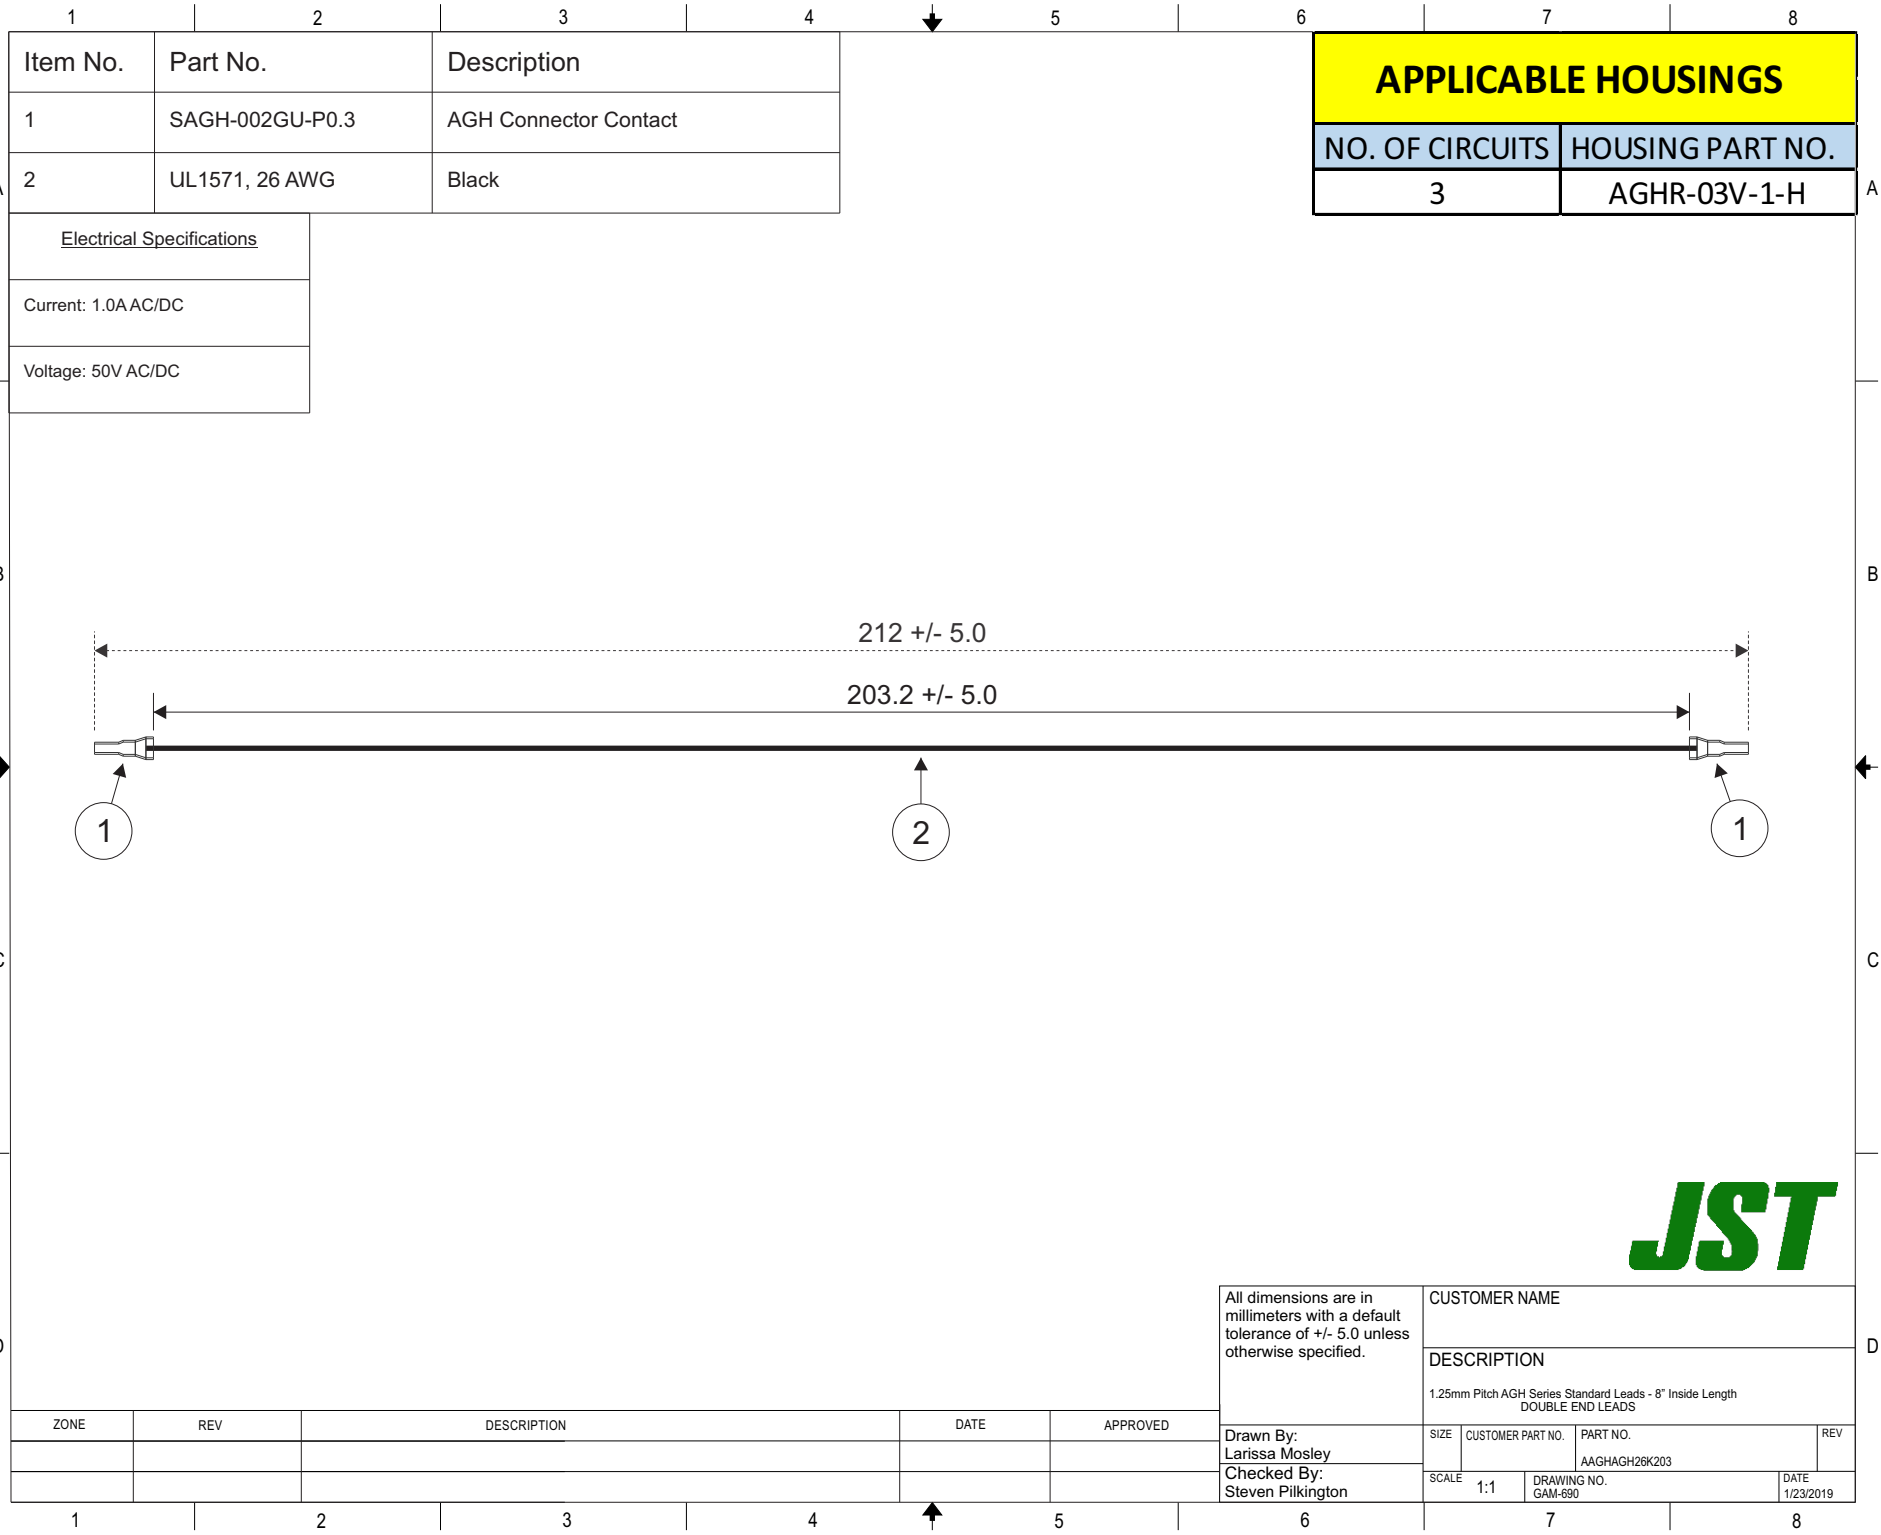 1 2 3 4 5 6 7 8
Item No. Part No. Description
1 SAGH-002GU-P0.3 AGH Connector Contact
2 UL1571, 26 AWG Black
Electrical Specifications
Current: 1.0A AC/DC
Voltage: 50V AC/DC
APPLICABLE HOUSINGS
NO. OF CIRCUITS HOUSING PART NO.
3 AGHR-03V-1-H
A A
B B
212 +/- 5.0
203.2 +/- 5.0
1 2 1
C C
JST
D D
All dimensions are in
millimeters with a default
tolerance of +/- 5.0 unless
otherwise specified.
CUSTOMER NAME
DESCRIPTION
1.25mm Pitch AGH Series Standard Leads - 8" Inside Length
DOUBLE END LEADS
ZONE REV DESCRIPTION DATE APPROVED
Drawn By:
Larissa Mosley
Checked By:
Steven Pilkington
SIZE CUSTOMER PART NO. PART NO. REV
AAGHAGH26K203
SCALE 1:1 DRAWING NO. DATE
GAM-690 1/23/2019
1 2 3 4 5 6 7 8